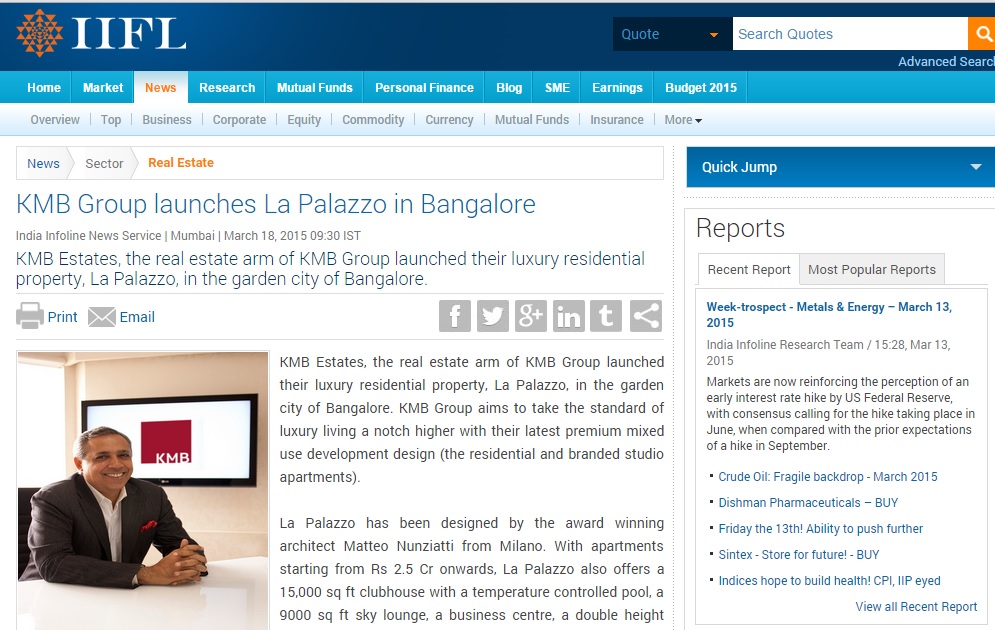 IIFL
Quote
Search Quotes
Advanced Search
Home
Market
News
Research
Mutual Funds
Personal Finance
Blog
SME
Earnings
Budget 2015
Overview
Top
Business
Corporate
Equity
Commodity
Currency
Mutual Funds
Insurance
More
News
Sector
Real Estate
KMB Group launches La Palazzo in Bangalore
India Infoline News Service | Mumbai | March 18, 2015 09:30 IST
KMB Estates, the real estate arm of KMB Group launched their luxury residential
property, La Palazzo, in the garden city of Bangalore.
Print
Email
f
g+
in
t
KMB
LG
KMB Estates, the real estate arm of KMB Group launched
their luxury residential property, La Palazzo, in the garden
city of Bangalore. KMB Group aims to take the standard of
luxury living a notch higher with their latest premium mixed
use development design (the residential and branded studio
apartments).
La Palazzo has been designed by the award winning
architect Matteo Nunziatti from Milano. With apartments
starting from Rs 2.5 Cr onwards, La Palazzo also offers a
15,000 sq ft clubhouse with a temperature controlled pool, a
9000 sq ft sky lounge, a business centre, a double height
Quick Jump
Reports
Recent Report
Most Popular Reports
Week-trospect - Metals & Energy – March 13,
2015
India Infoline Research Team / 15:28, Mar 13,
2015
Markets are now reinforcing the perception of an
early interest rate hike by US Federal Reserve,
with consensus calling for the hike taking place in
June, when compared with the prior expectations
of a hike in September.
Crude Oil: Fragile backdrop - March 2015
Dishman Pharmaceuticals – BUY
Friday the 13th! Ability to push further
Sintex - Store for future! - BUY
Indices hope to build health! CPI, IIP eyed
View all Recent Report